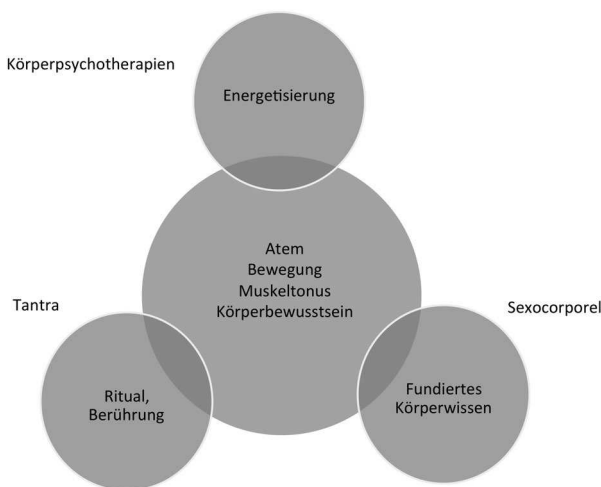 Körperpsychotherapien
Energetisierung
Atem
Bewegung
Muskeltonus
Körperbewusstsein
Tantra
Sexocorporel
Ritual,
Berührung
Fundiertes
Körperwissen